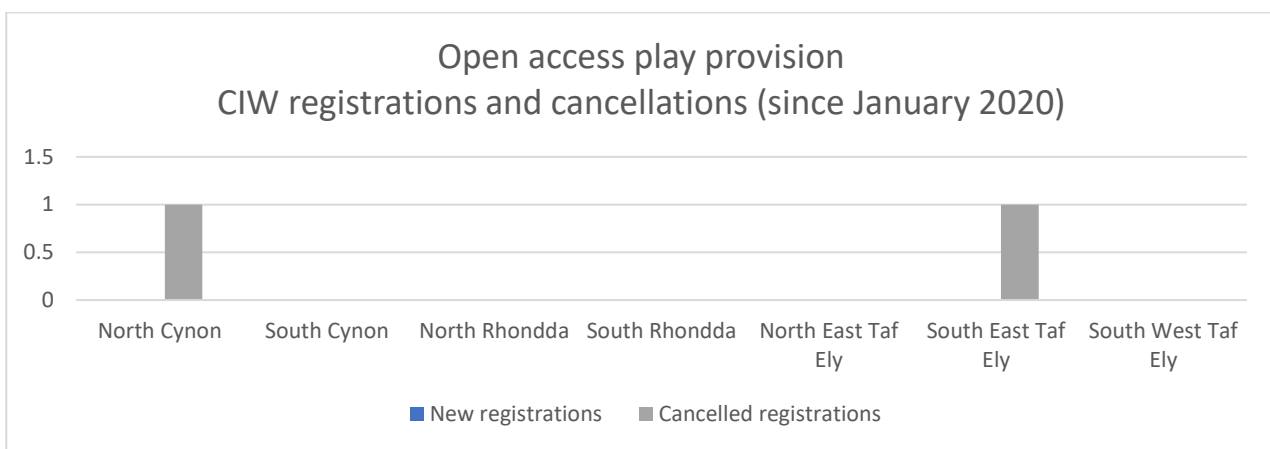 Open access play provision
CIW registrations and cancellations (since January 2020)
1.5
1
0.5
0
North Cynon South Cynon North Rhondda South Rhondda North East Taf Ely South East Taf Ely South West Taf Ely
New registrations Cancelled registrations